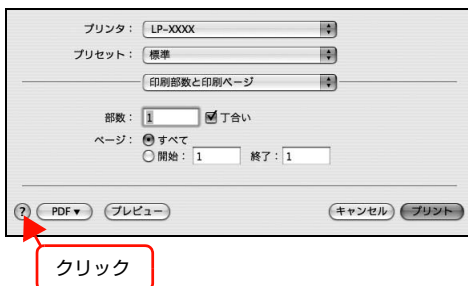 プリンタ： LP-XXXX
プリセット： 標準
印刷部数と印刷ページ
部数： 1 丁合い
ページ： すべて
開始： 1 終了： 1
? PDF▼ プレビュー キャンセル プリント
クリック